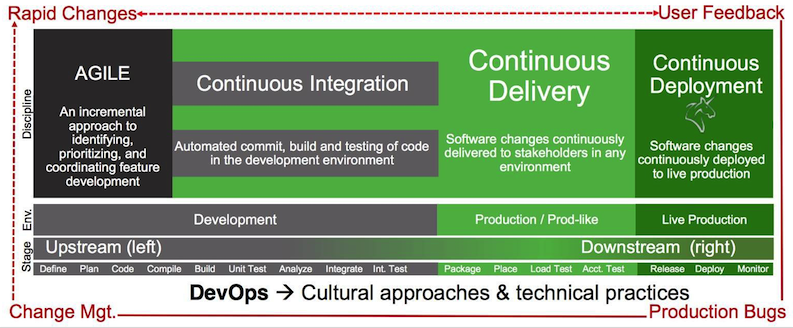 Rapid Changes
User Feedback
Discipline
AGILE
An incremental
approach to
identifying,
prioritizing, and
coordinating feature
development
Continuous Integration
Automated commit, build and testing of code
in the development environment
Continuous
Delivery
Software changes continuously
delivered to stakeholders in any
environment
Continuous
Deployment
Software changes
continuously deployed
to live production
Env.
Development
Production / Prod-like
Live Production
Stage
Upstream (left)
Downstream (right)
Define Plan Code Compile Build Unit Test Analyze Integrate Int. Test Package Place Load Test Acct. Test Release Deploy Monitor
DevOps → Cultural approaches & technical practices
Change Mgt.
Production Bugs